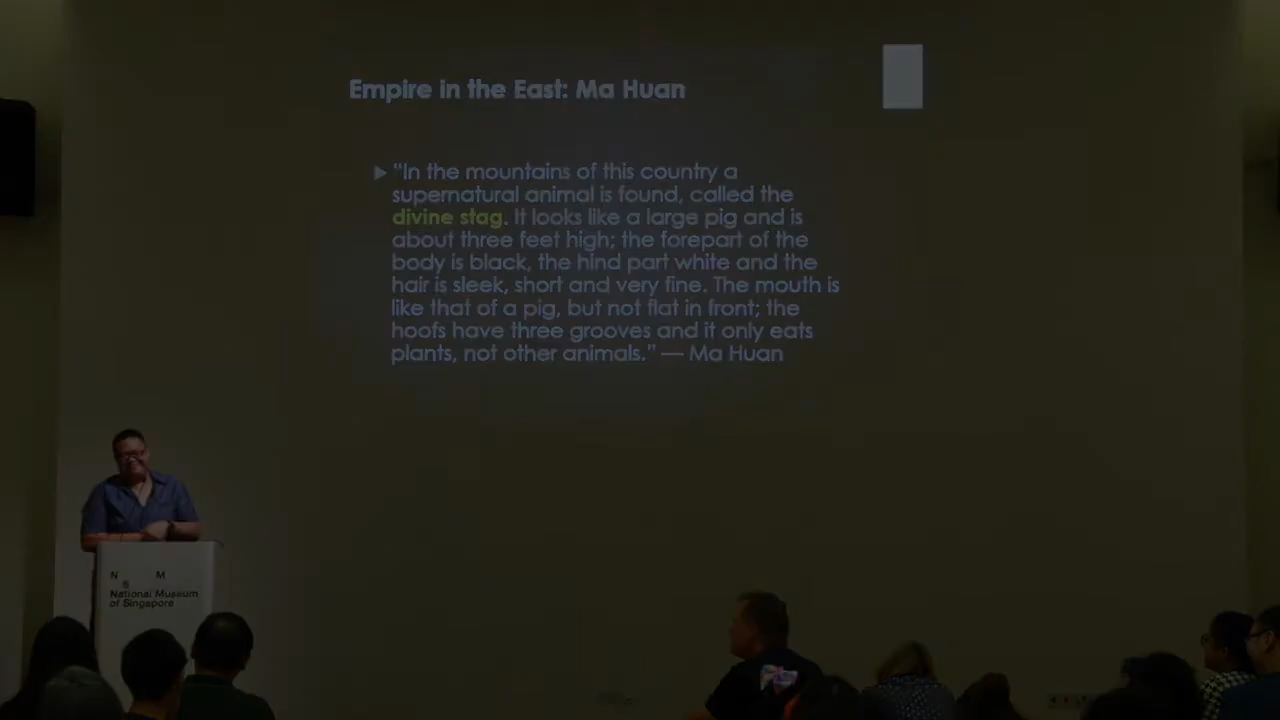 Empire in the East: Ma Huan
“In the mountains of this country a
supernatural animal is found, called the
divine stag. It looks like a large pig and is
about three feet high; the forepart of the
body is black, the hind part white and the
hair is sleek, short and very fine. The mouth is
like that of a pig, but not flat in front; the
hoofs have three grooves and it only eats
plants, not other animals.” — Ma Huan
N M
S
National Museum
of Singapore